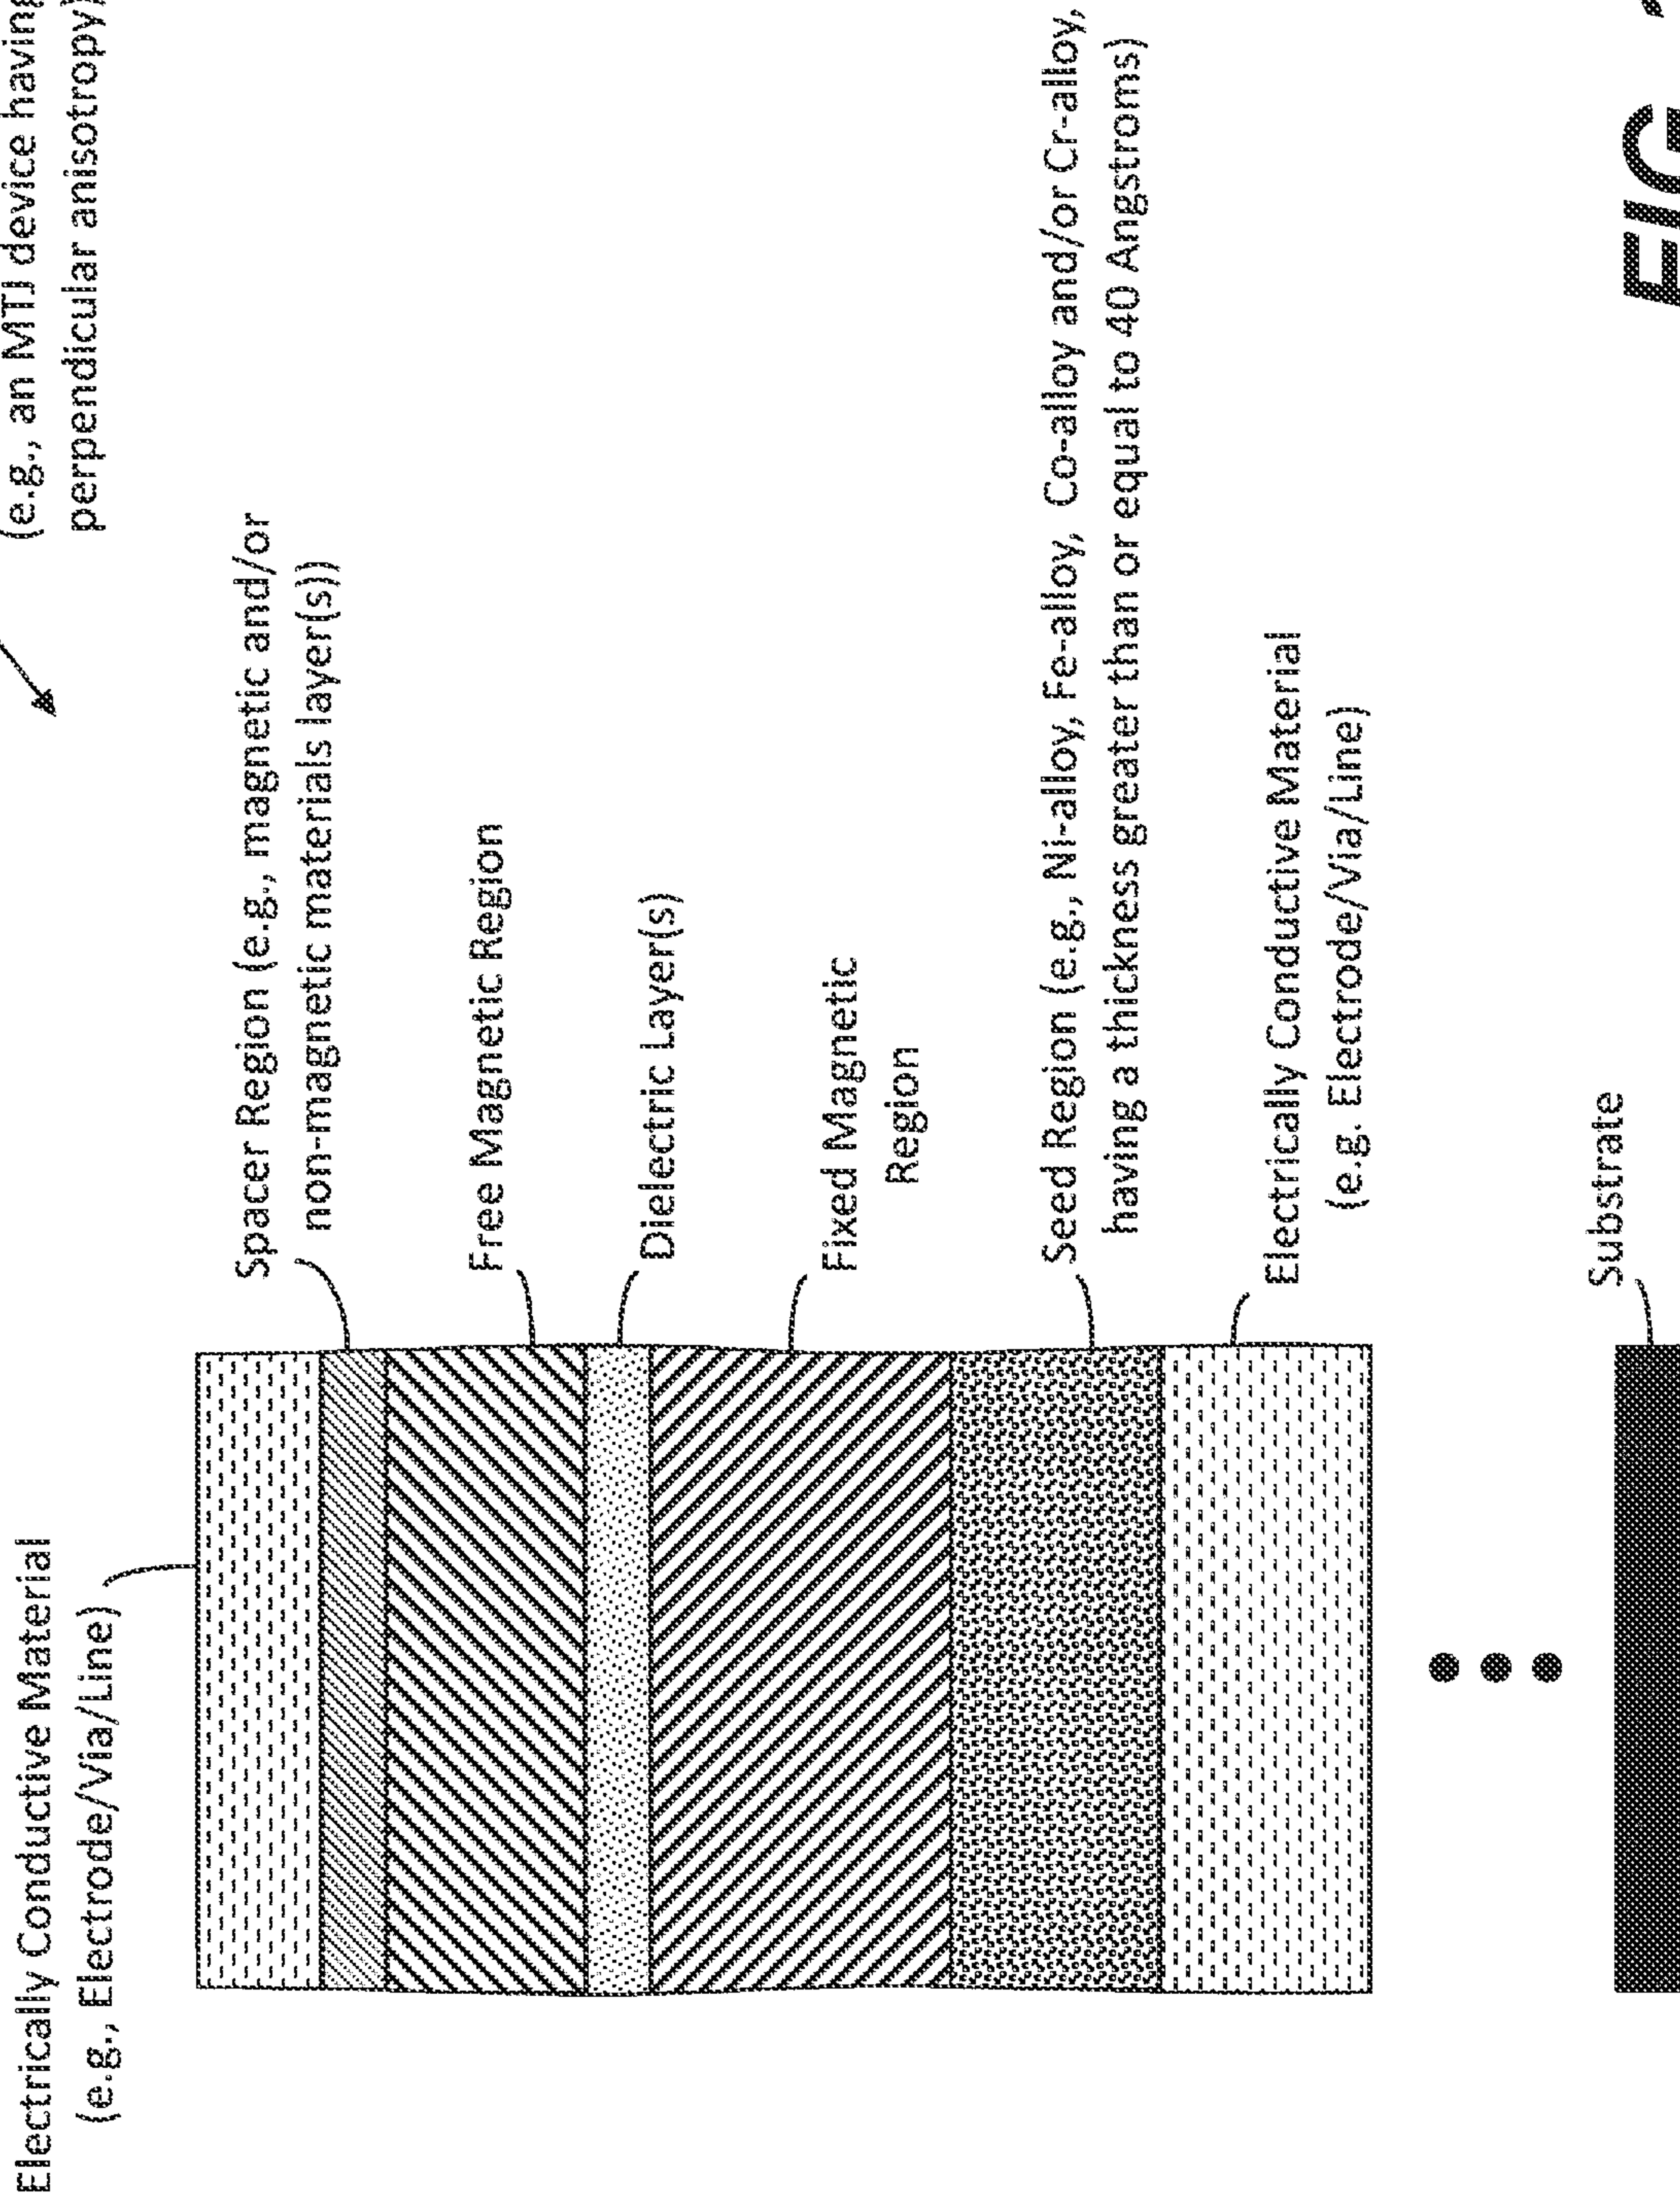 (e.g., an MTJ device having
perpendicular anisotropy)
Electrically Conductive Material
(e.g., Electrode/Via/Line)
Spacer Region (e.g., magnetic and/or
non-magnetic materials layer(s))
Free Magnetic Region
Dielectric Layer(s)
Fixed Magnetic
Region
Seed Region (e.g., Ni-alloy, Fe-alloy, Co-alloy and/or Cr-alloy,
having a thickness greater than or equal to 40 Angstroms)
Electrically Conductive Material
(e.g. Electrode/Via/Line)
Substrate
FIG.